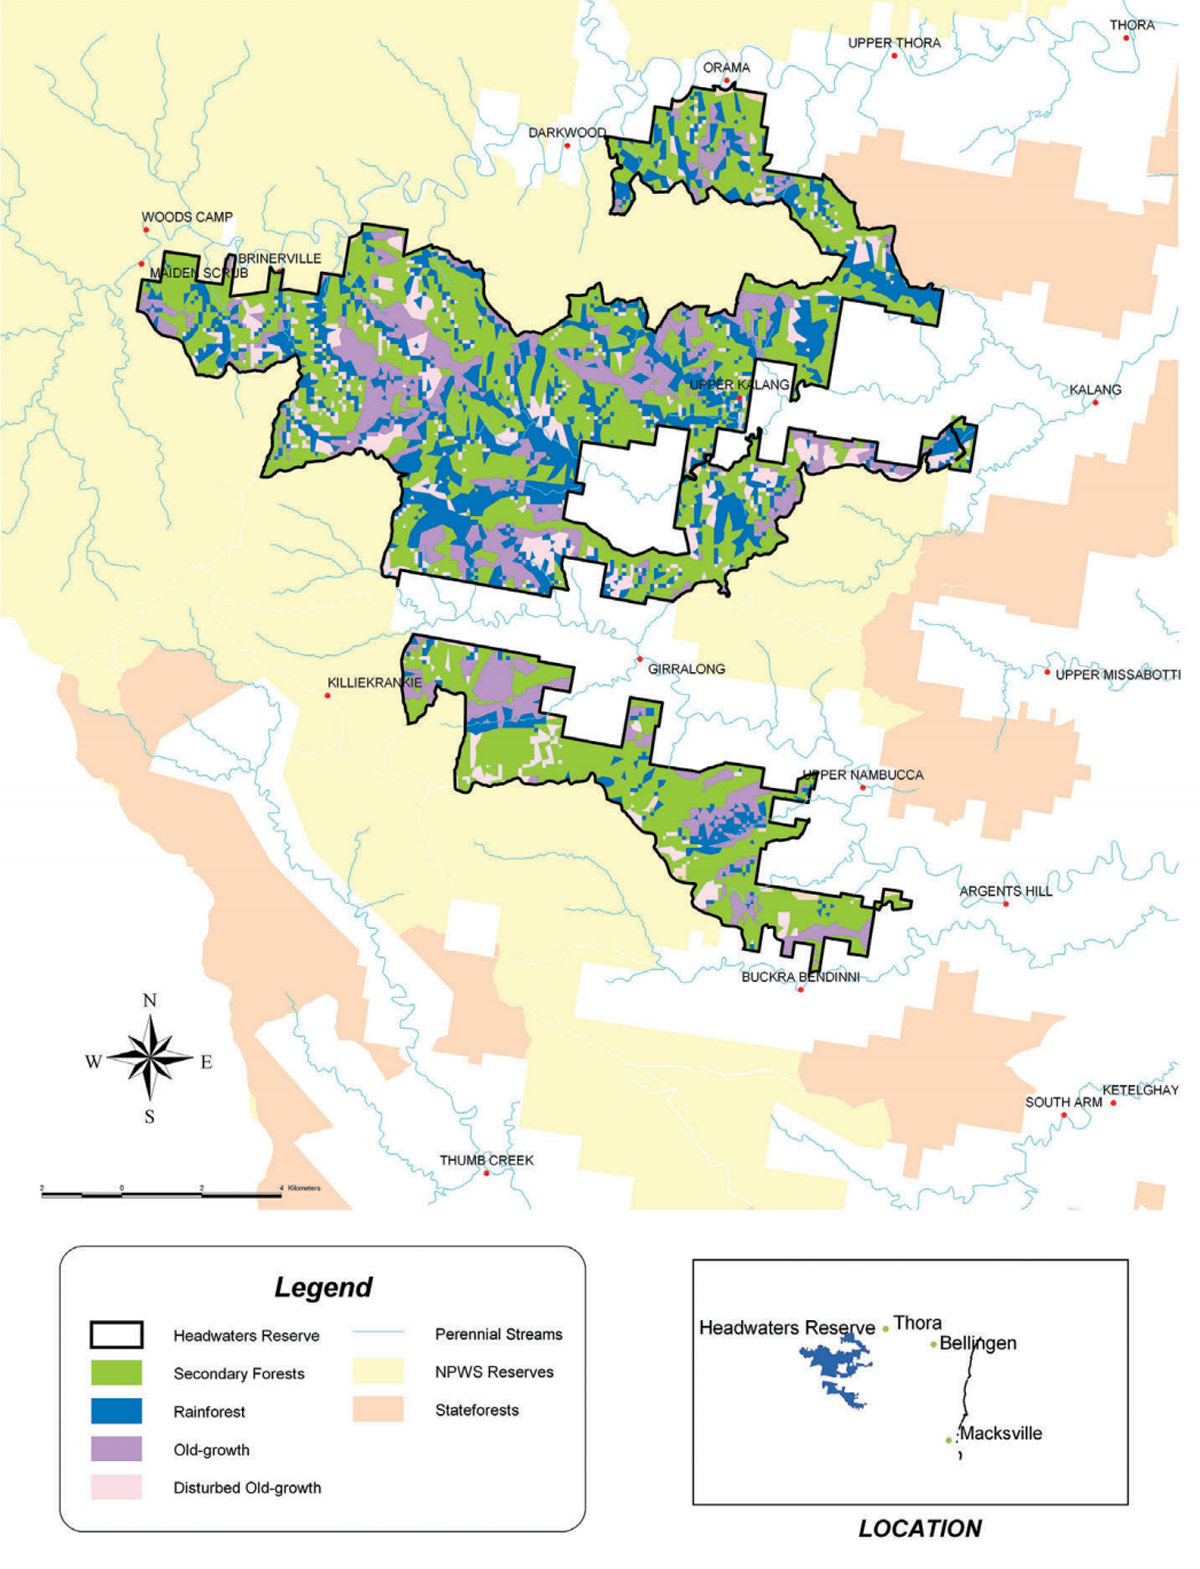 THORA
UPPER THORA
ORAMA
DARKWOOD
WOODS CAMP
BRINERVILLE
MAIDEN SCRUB
UPPER KALANG
KALANG
GIRRALONG
UPPER MISSABOTTI
KILLIEKRANKIE
UPPER NAMBUCCA
ARGENTS HILL
BUCKRA BENDINNI
N
W E
S
KETELGHAY
SOUTH ARM
THUMB CREEK
2 0 2 4 Kilometers
Legend
Headwaters Reserve
Secondary Forests
Rainforest
Old-growth
Disturbed Old-growth
Perennial Streams
NPWS Reserves
Stateforests
Headwaters Reserve
Thora
Bellingen
Macksville
LOCATION